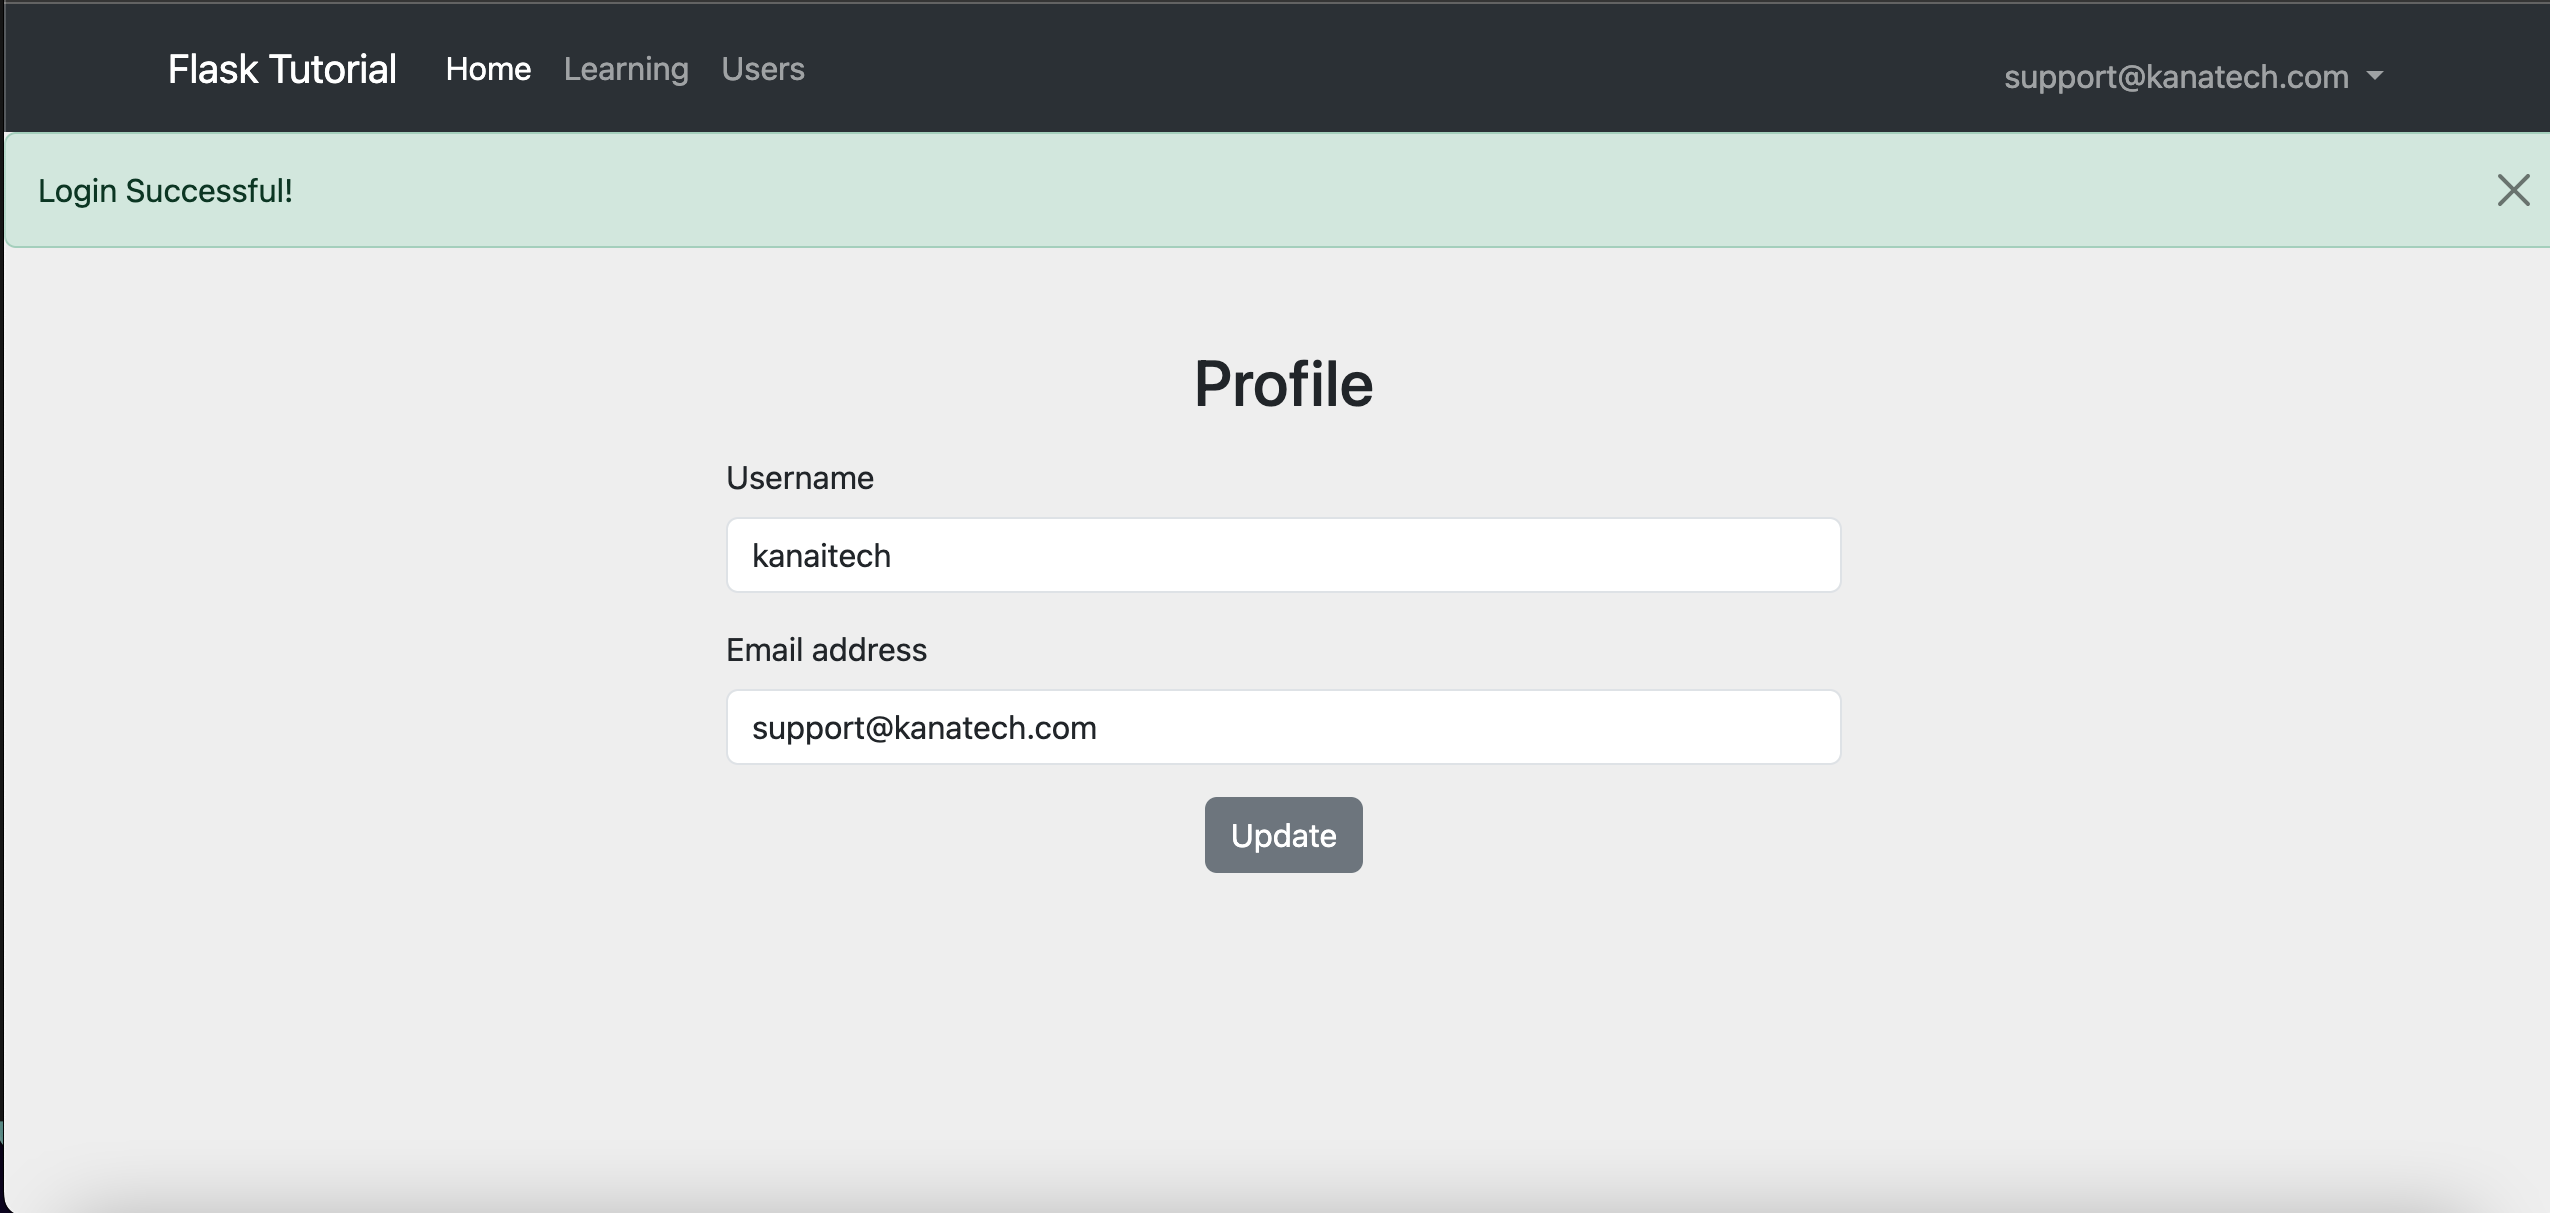 Flask Tutorial Home Learning Users support@kanatech.com
Login Successful!
Profile
Username
kanaitech
Email address
support@kanatech.com
Update